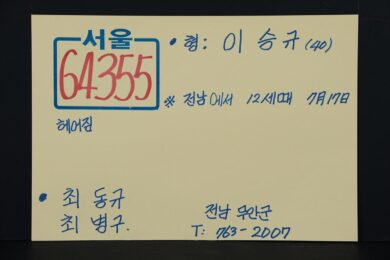 서울
64355
• 형: 이승규 (40)
※ 전남에서 12세때 7月17日
헤어짐
• 최동규
최병규.
전남 무안군
T: 763-2007